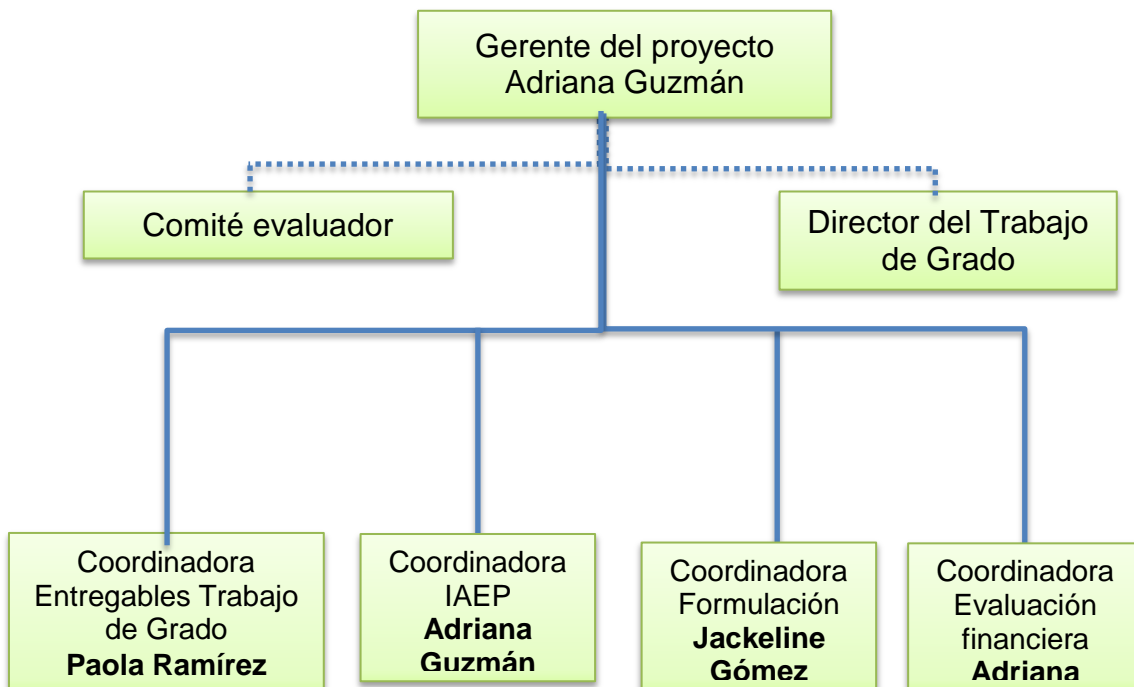 Gerente del proyecto
Adriana Guzmán
Comité evaluador
Director del Trabajo
de Grado
Coordinadora
Entregables Trabajo
de Grado
Paola Ramírez
Coordinadora
IAEP
Adriana
Guzmán
Coordinadora
Formulación
Jackeline
Gómez
Coordinadora
Evaluación
financiera
Adriana